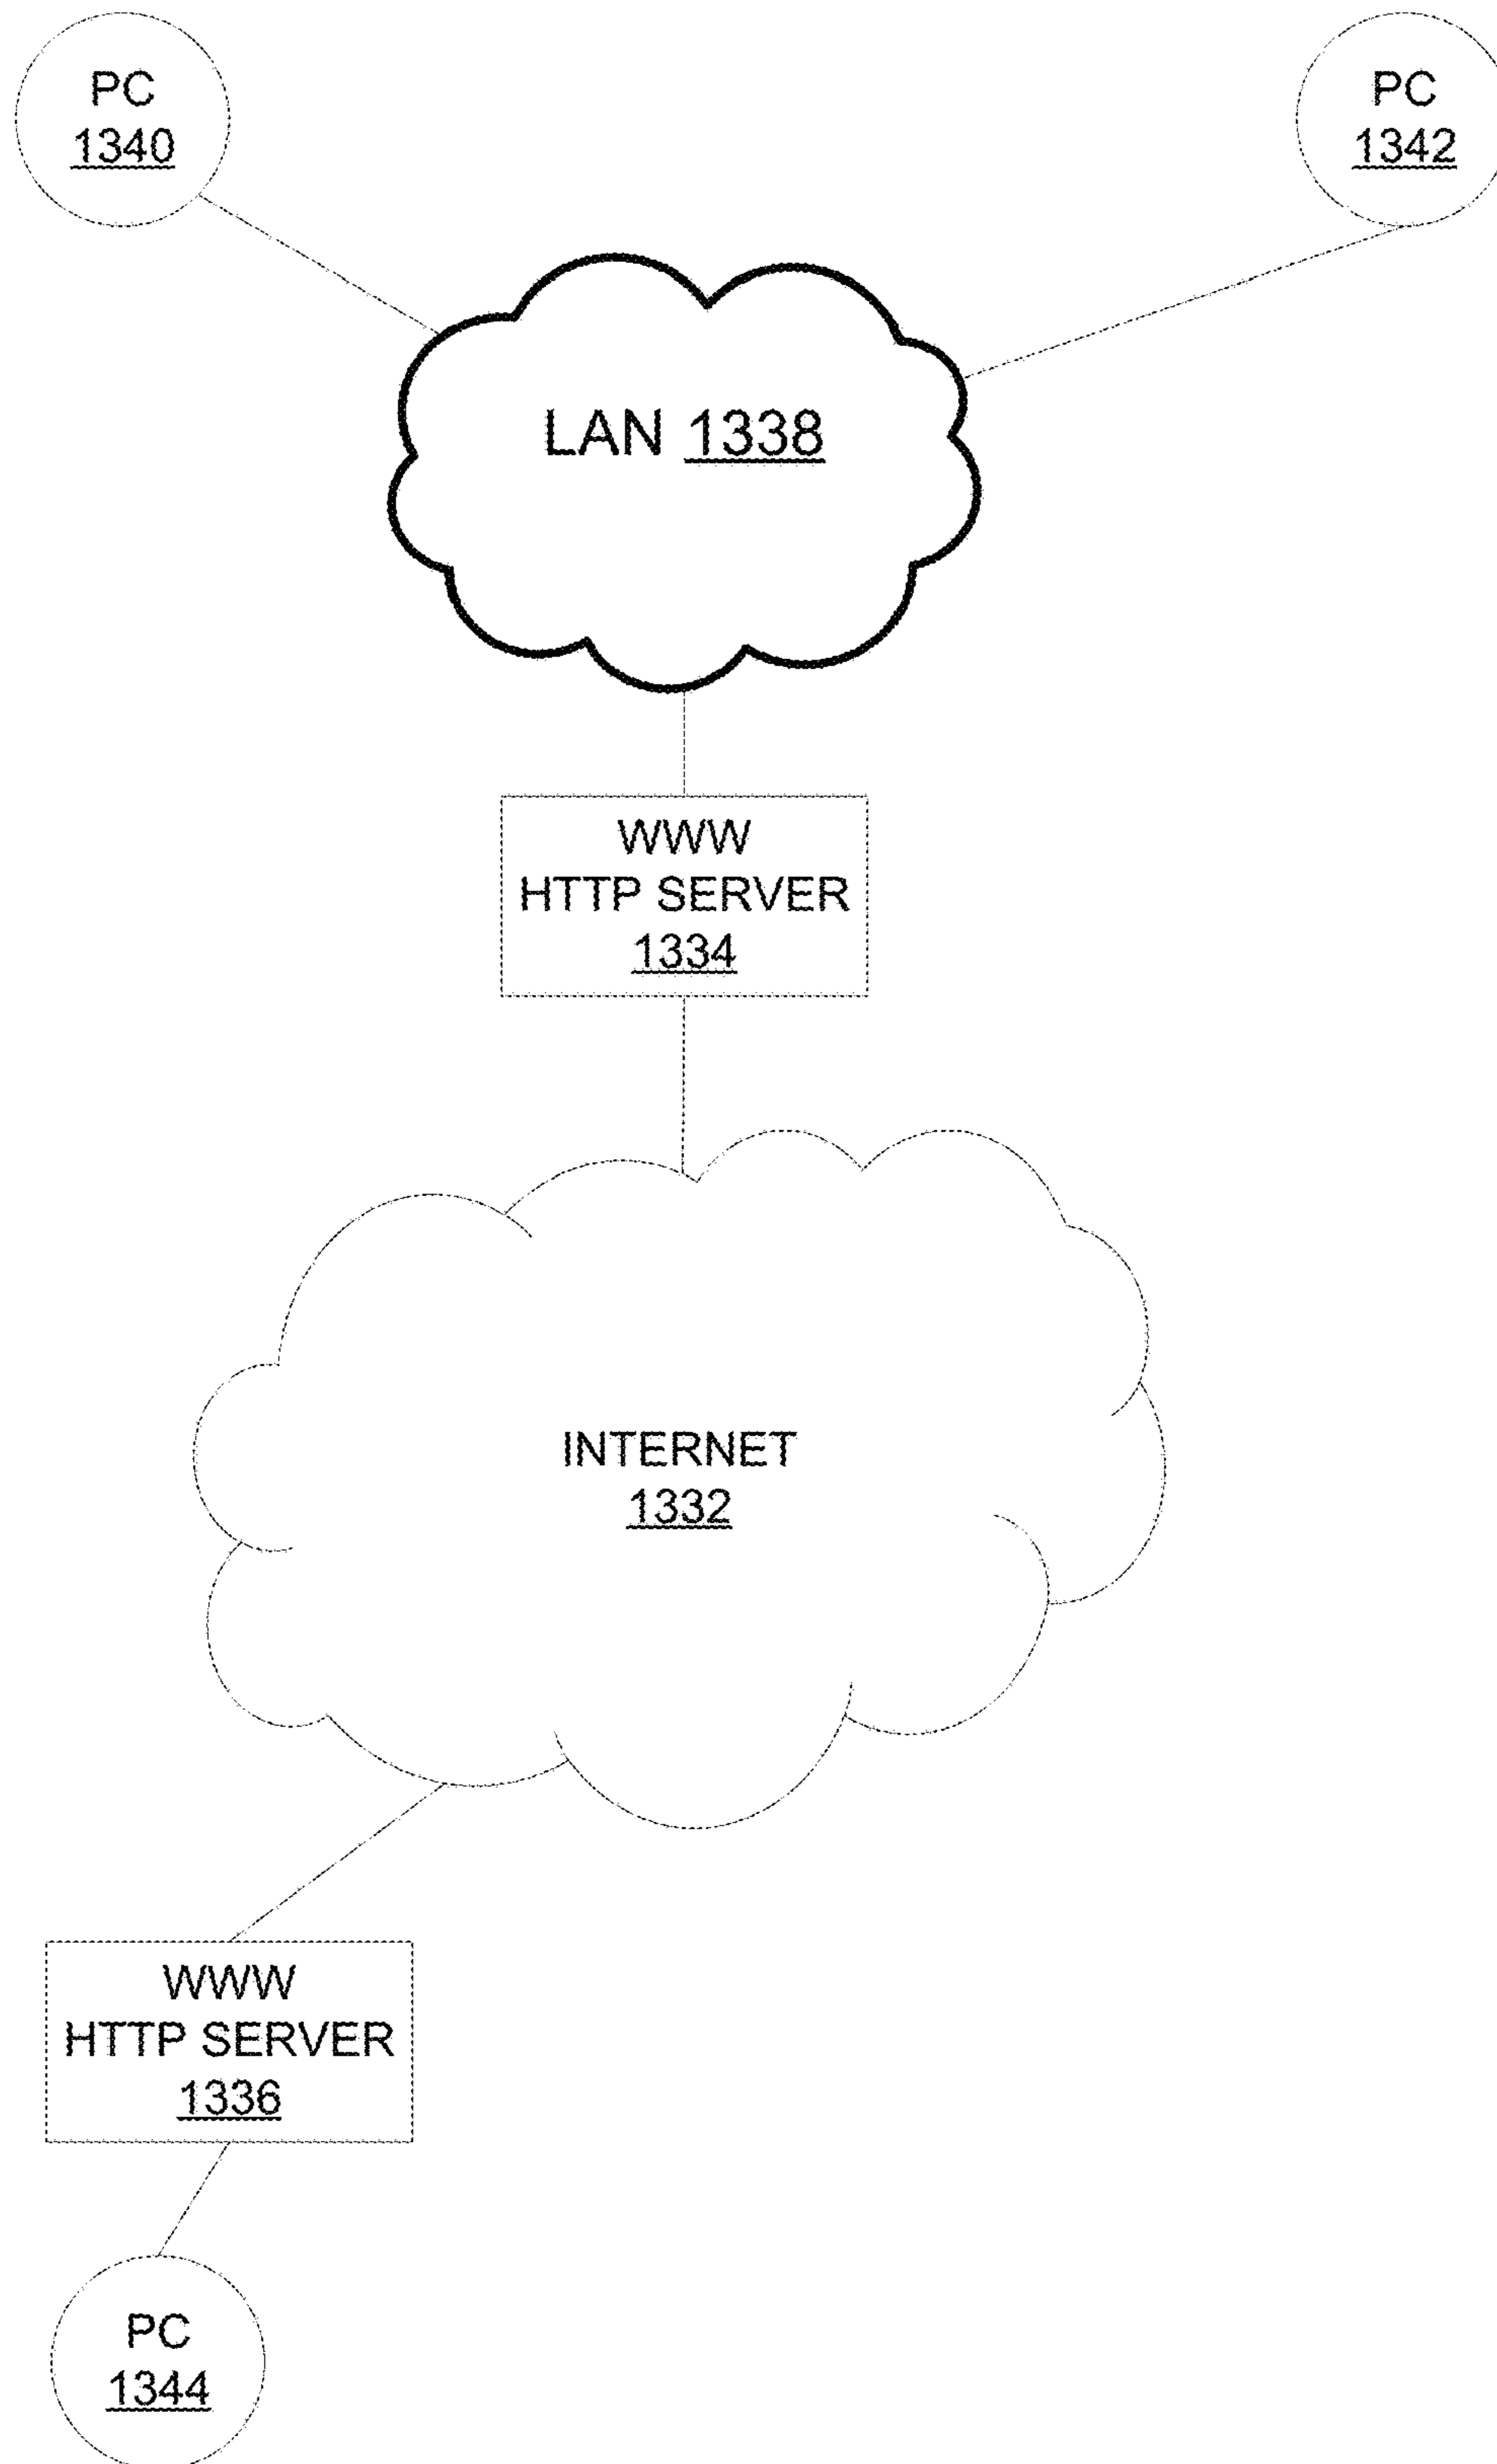 PC
1340
PC
1342
LAN 1338
WWW
HTTP SERVER
1334
INTERNET
1332
WWW
HTTP SERVER
1336
PC
1344